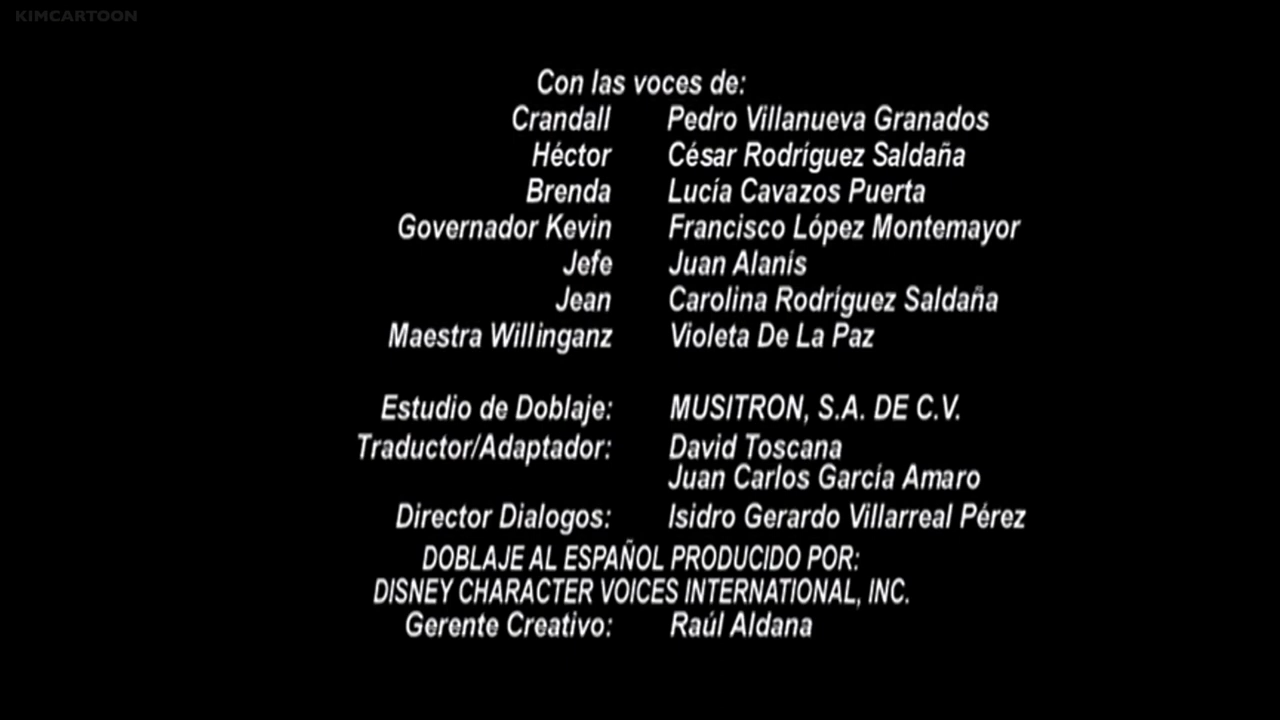 KIMCARTOON
Con las voces de:
Crandall Pedro Villanueva Granados
Héctor César Rodríguez Saldaña
Brenda Lucía Cavazos Puerta
Governador Kevin Francisco López Montemayor
Jefe Juan Alanís
Jean Carolina Rodríguez Saldaña
Maestra Willinganz Violeta De La Paz
Estudio de Doblaje: MUSITRON, S.A. DE C.V.
Traductor/Adaptador: David Toscana
Juan Carlos García Amaro
Director Dialogos: Isidro Gerardo Villarreal Pérez
DOBLAJE AL ESPAÑOL PRODUCIDO POR:
DISNEY CHARACTER VOICES INTERNATIONAL, INC.
Gerente Creativo: Raúl Aldana